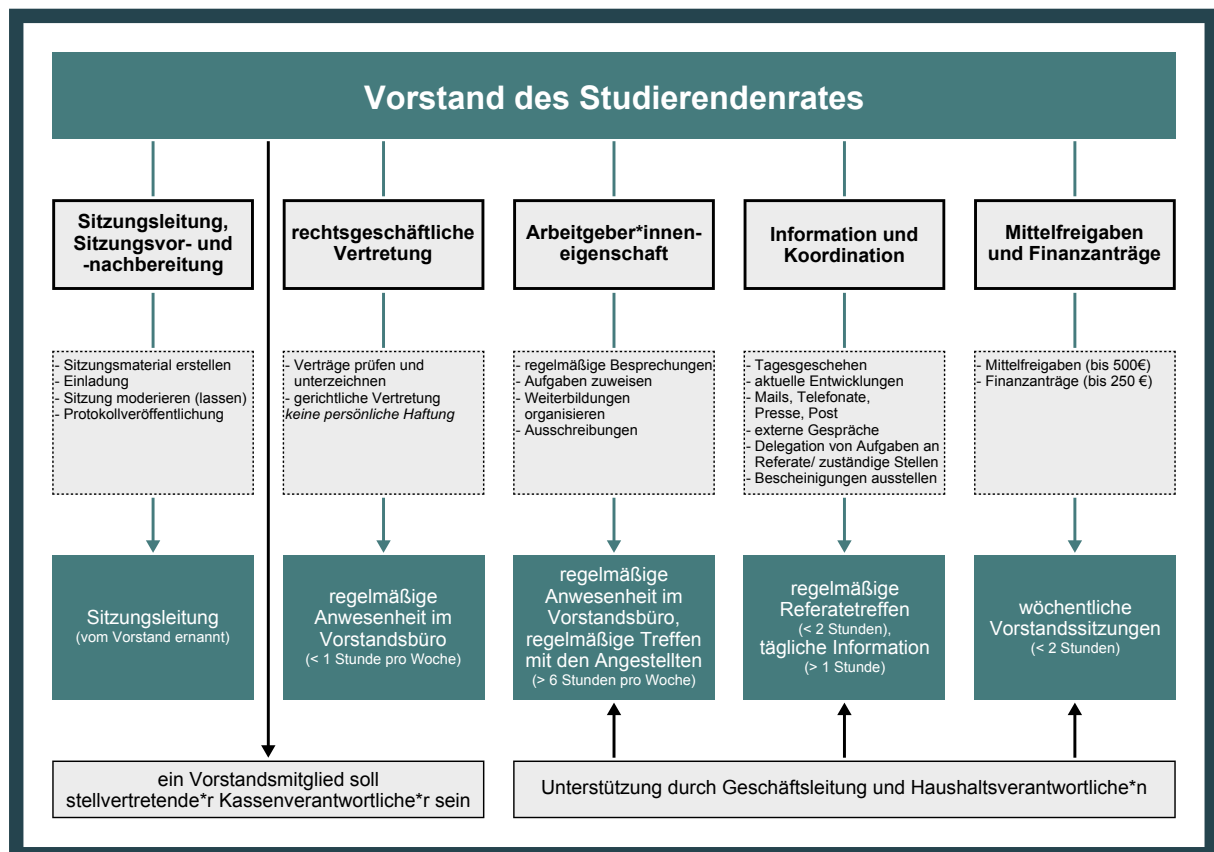 Vorstand des Studierendenrates
Sitzungsleitung,
Sitzungsvor- und
-nachbereitung
- Sitzungsmaterial erstellen
- Einladung
- Sitzung moderieren (lassen)
- Protokollveröffentlichung
Sitzungsleitung
(vom Vorstand ernannt)
rechtsgeschäftliche
Vertretung
- Verträge prüfen und
unterzeichnen
- gerichtliche Vertretung
keine persönliche Haftung
regelmäßige
Anwesenheit im
Vorstandsbüro
(< 1 Stunde pro Woche)
Arbeitgeber*innen-
eigenschaft
- regelmäßige Besprechungen
- Aufgaben zuweisen
- Weiterbildungen
organisieren
- Ausschreibungen
regelmäßige
Anwesenheit im
Vorstandsbüro,
regelmäßige Treffen
mit den Angestellten
(> 6 Stunden pro Woche)
Information und
Koordination
- Tagesgeschehen
- aktuelle Entwicklungen
- Mails, Telefonate,
Presse, Post
- externe Gespräche
- Delegation von Aufgaben an
Referate/ zuständige Stellen
- Bescheinigungen ausstellen
regelmäßige
Referatetreffen
(< 2 Stunden),
tägliche Information
(> 1 Stunde)
Mittelfreigaben
und Finanzanträge
- Mittelfreigaben (bis 500€)
- Finanzanträge (bis 250 €)
wöchentliche
Vorstandssitzungen
(< 2 Stunden)
ein Vorstandsmitglied soll
stellvertretende*r Kassenverantwortliche*r sein
Unterstützung durch Geschäftsleitung und Haushaltsverantwortliche*n